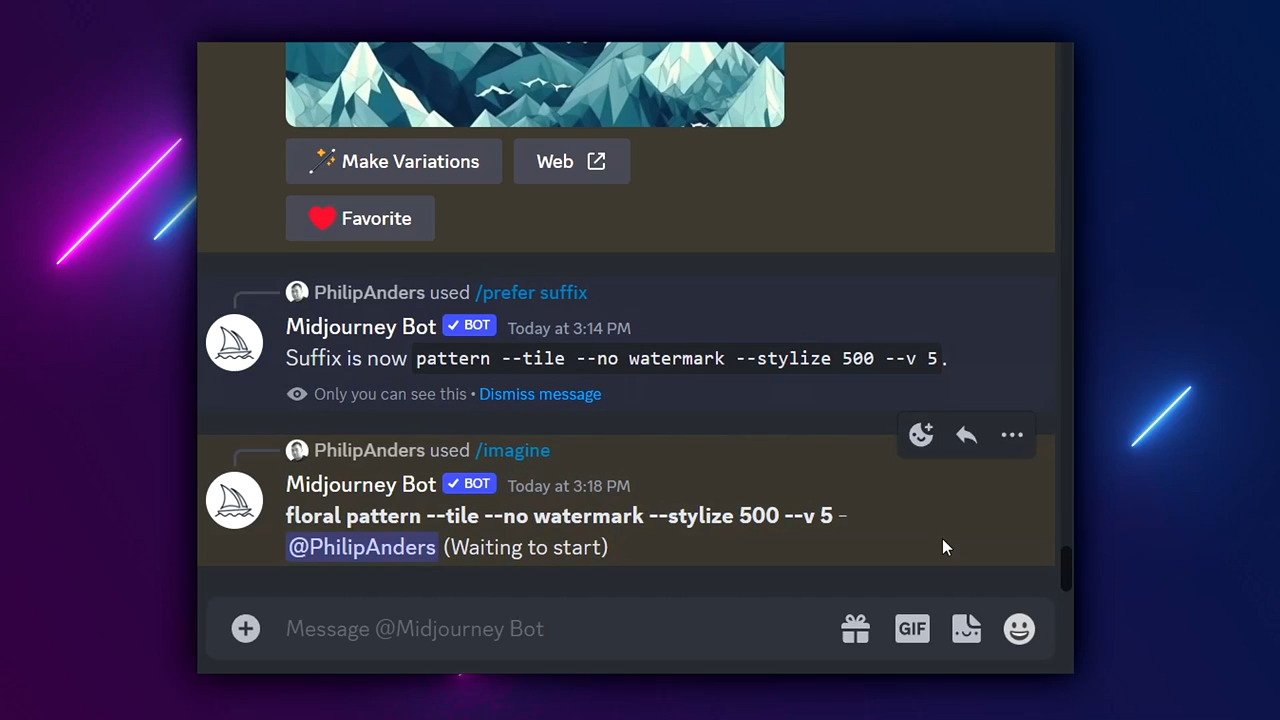 Make Variations
Web
Favorite
PhilipAnders used /prefer suffix
Midjourney Bot ✓ BOT Today at 3:14 PM
Suffix is now pattern --tile --no watermark --stylize 500 --v 5.
Only you can see this • Dismiss message
PhilipAnders used /imagine
Midjourney Bot ✓ BOT Today at 3:18 PM
floral pattern --tile --no watermark --stylize 500 --v 5 -
@PhilipAnders (Waiting to start)
Message @Midjourney Bot
GIF